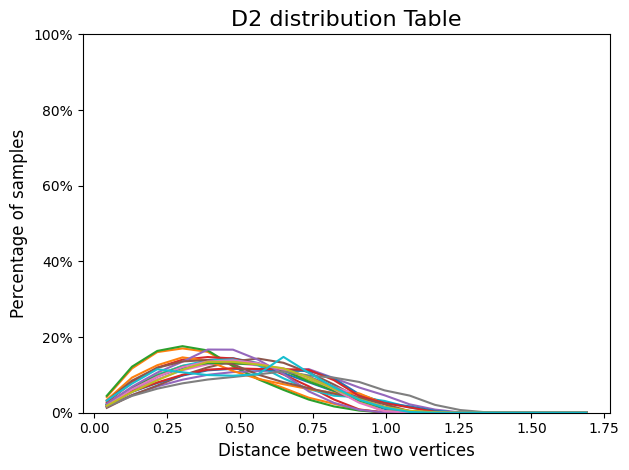 D2 distribution Table
100%
80%
60%
40%
20%
0%
Percentage of samples
0.00 0.25 0.50 0.75 1.00 1.25 1.50 1.75
Distance between two vertices